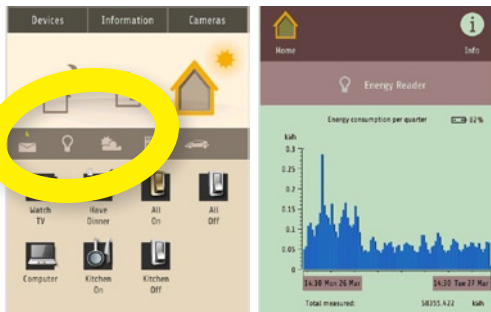 Devices Information Cameras
Watch TV
Have Dinner
All On
All Off
Computer
Kitchen On
Kitchen Off
Home
Info
Energy Reader
Energy consumption per quarter 82%
kWh
0.3
0.25
0.2
0.15
0.1
0.05
0
14:30 Mon 26 Mar 14:30 Tue 27 Mar
Total measured: 58355.422 kWh